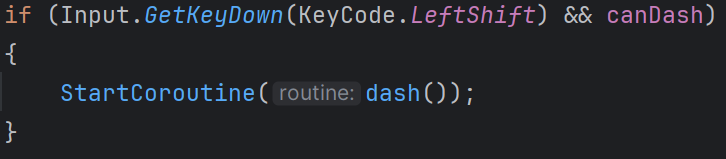 if (Input.GetKeyDown(KeyCode.LeftShift) && canDash)
{
    StartCoroutine( routine: dash());
}